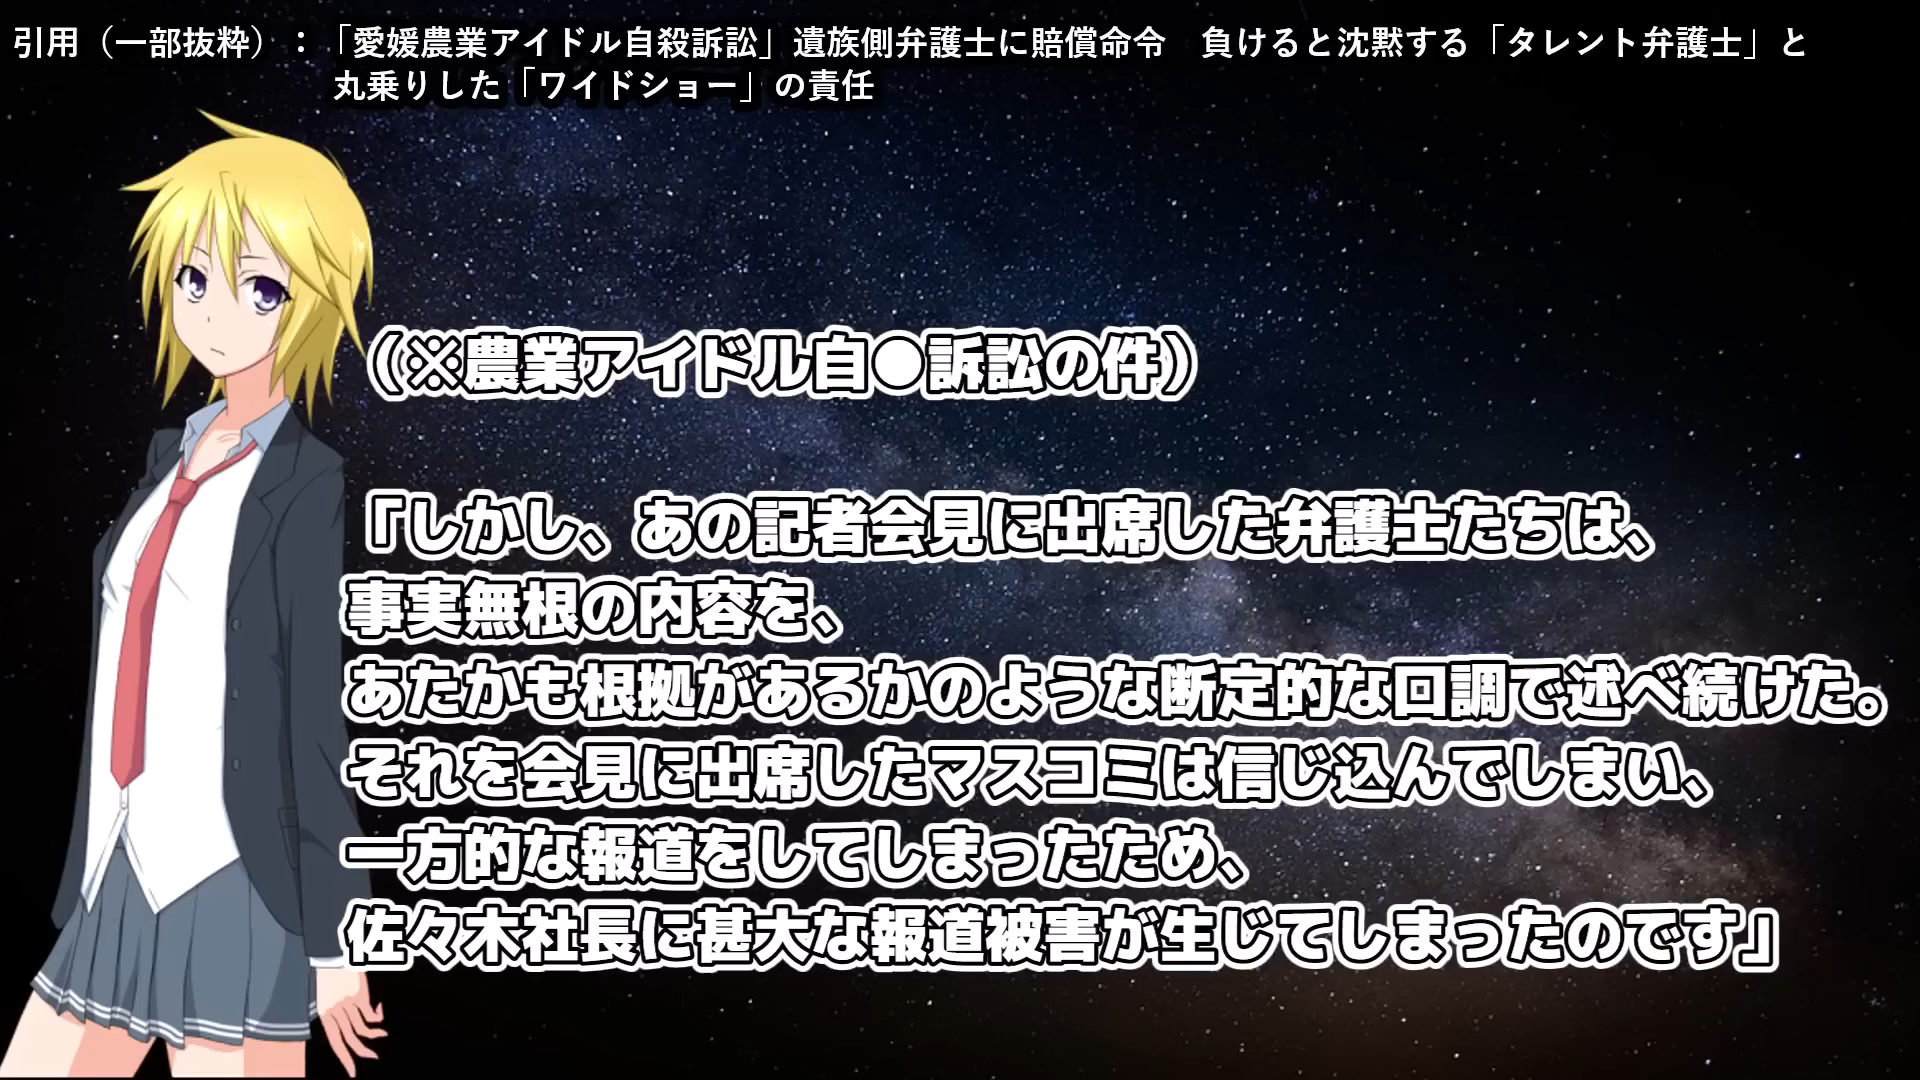 引用（一部抜粋）：「愛媛農業アイドル自殺訴訟」遺族側弁護士に賠償命令　負けると沈黙する「タレント弁護士」と
丸乗りした「ワイドショー」の責任
（※農業アイドル自●訴訟の件）
「しかし、あの記者会見に出席した弁護士たちは、
事実無根の内容を、
あたかも根拠があるかのような断定的な口調で述べ続けた。
それを会見に出席したマスコミは信じ込んでしまい、
一方的な報道をしてしまったため、
佐々木社長に甚大な報道被害が生じてしまったのです」